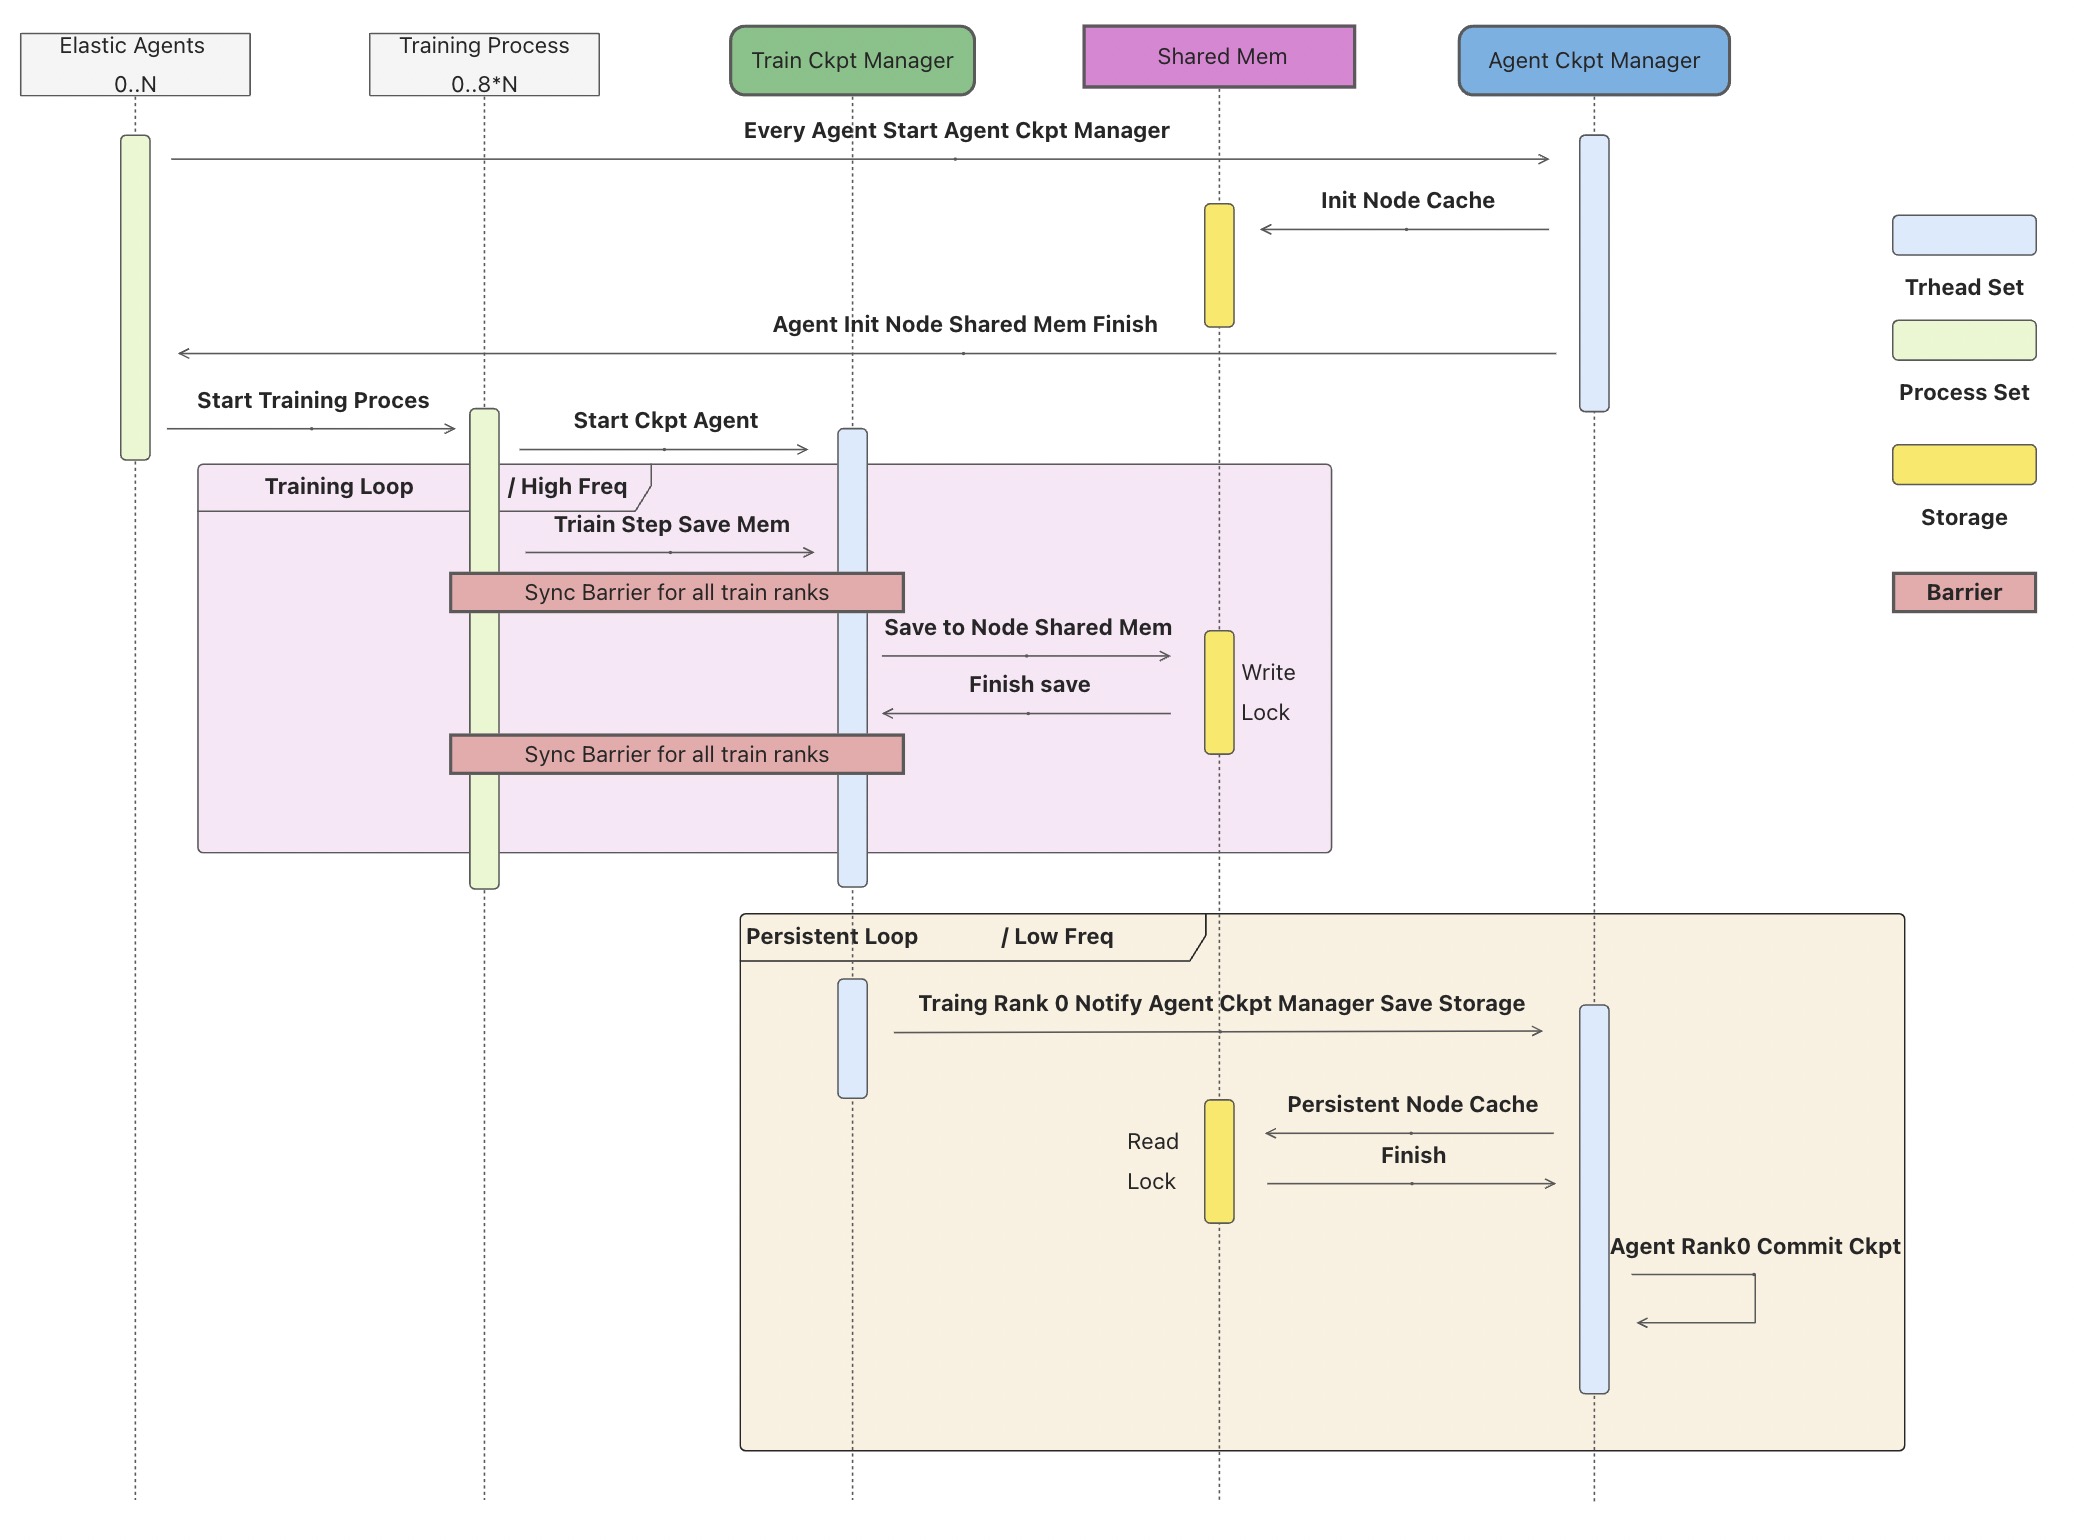 Elastic Agents
0..N
Training Process
0..8*N
Train Ckpt Manager
Shared Mem
Agent Ckpt Manager
Every Agent Start Agent Ckpt Manager
Init Node Cache
Trhead Set
Agent Init Node Shared Mem Finish
Process Set
Start Training Proces
Start Ckpt Agent
Training Loop / High Freq
Storage
Triain Step Save Mem
Sync Barrier for all train ranks
Barrier
Save to Node Shared Mem
Write
Lock
Finish save
Sync Barrier for all train ranks
Persistent Loop / Low Freq
Traing Rank 0 Notify Agent Ckpt Manager Save Storage
Persistent Node Cache
Read
Lock
Finish
Agent Rank0 Commit Ckpt